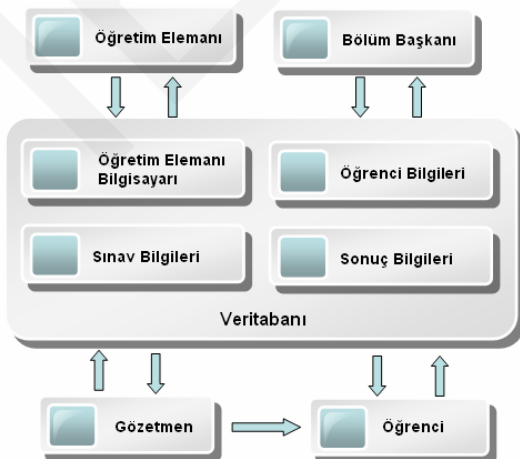 Öğretim Elemanı
Bölüm Başkanı
Öğretim Elemanı
Bilgisayarı
Öğrenci Bilgileri
Sınav Bilgileri
Sonuç Bilgileri
Veritabanı
Gözetmen
Öğrenci